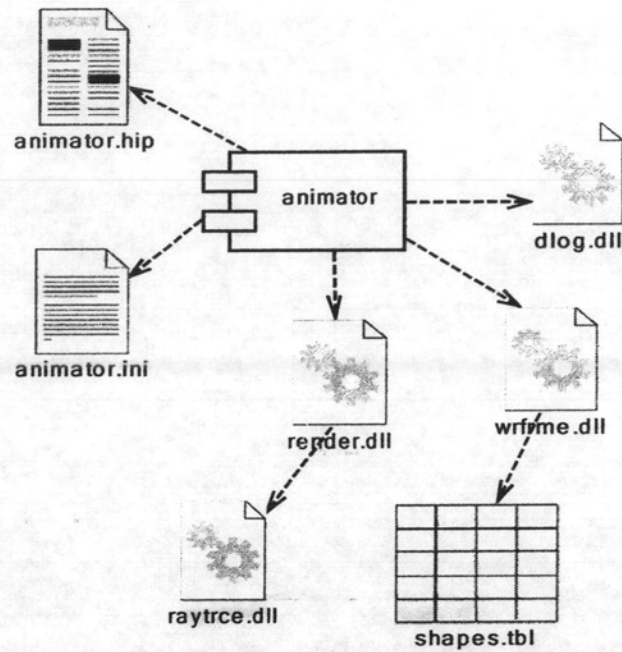 animator.hip
animator
dlog.dll
animator.ini
render.dll
wrfrme.dll
raytrce.dll
shapes.tbl